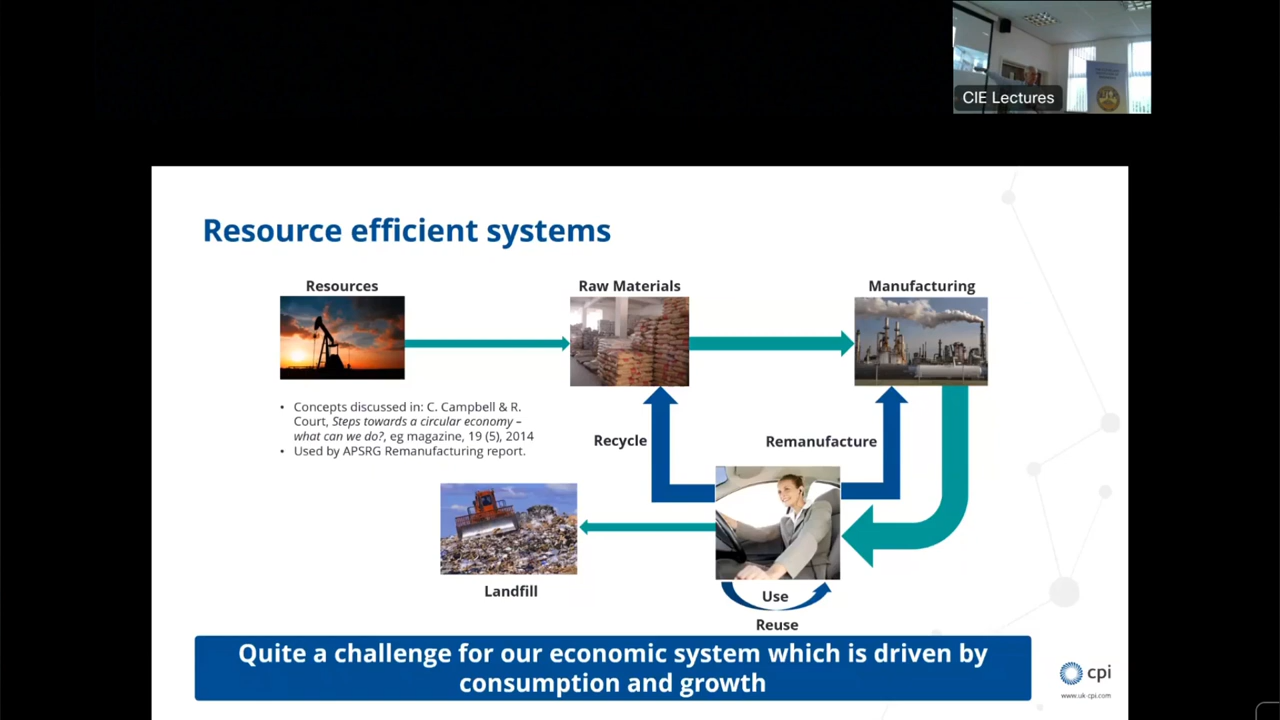 CIE Lectures
Resource efficient systems
Resources
Raw Materials
Manufacturing
• Concepts discussed in: C. Campbell & R.
Court, Steps towards a circular economy –
what can we do?, eg magazine, 19 (5), 2014
• Used by APSRG Remanufacturing report.
Recycle
Remanufacture
Landfill
Use
Reuse
Quite a challenge for our economic system which is driven by
consumption and growth
cpi
www.uk-cpi.com